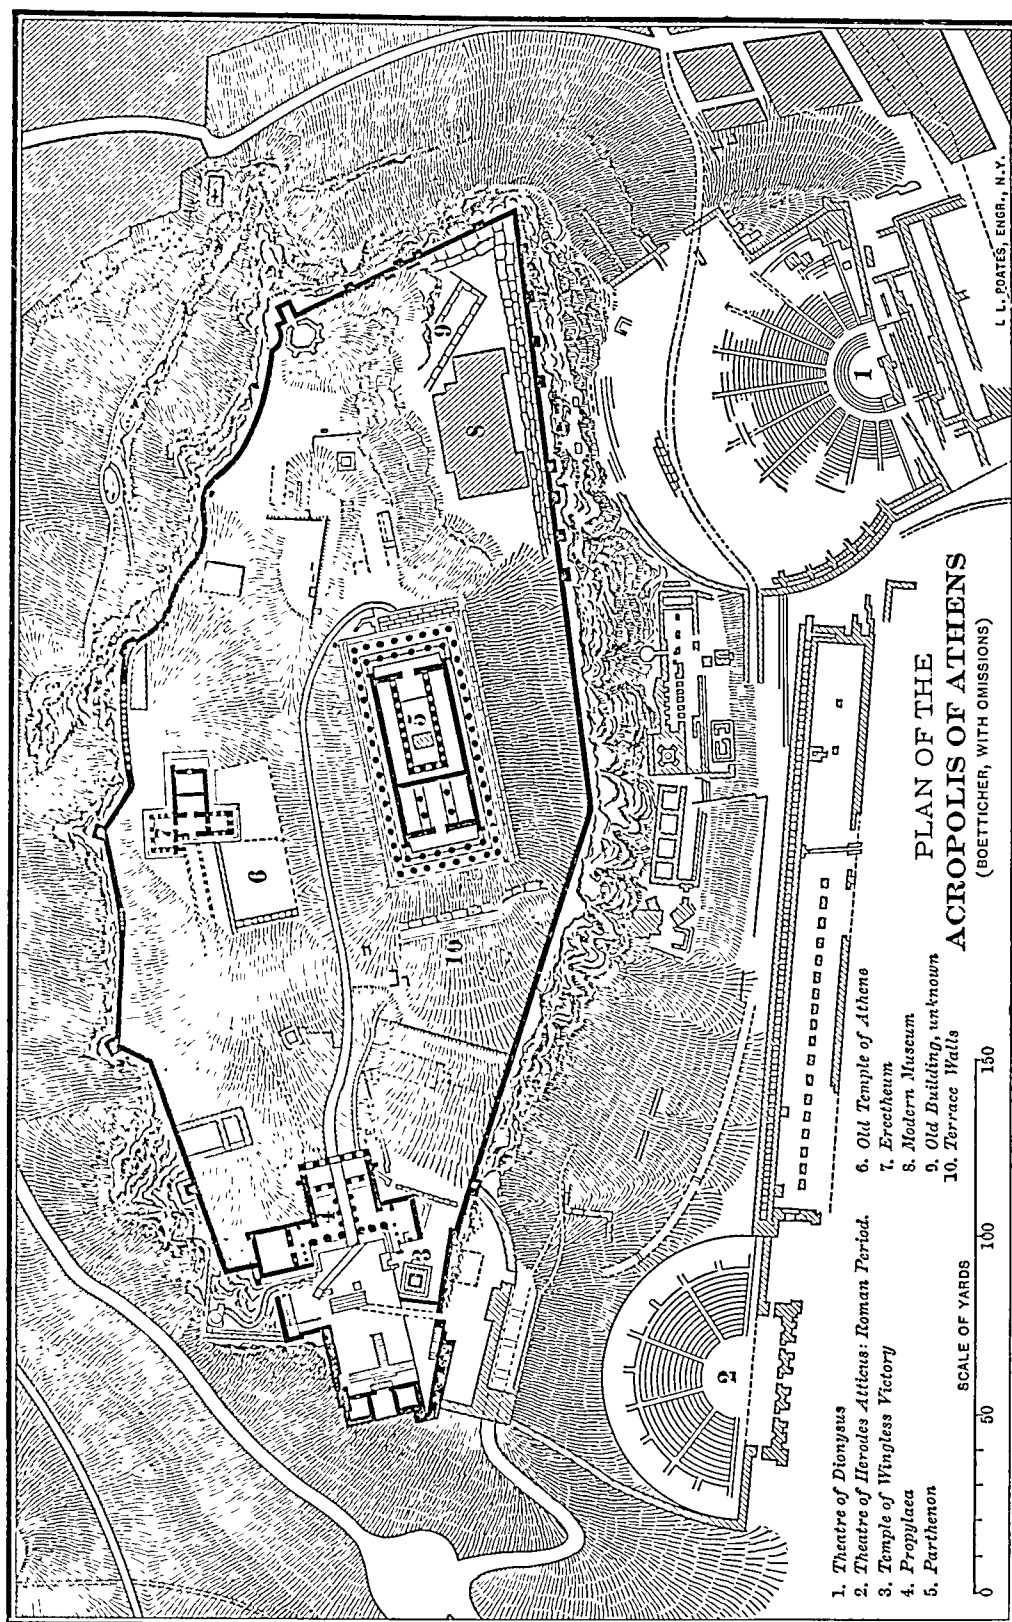 7
6
5
9
8
3
10
2
1
PLAN OF THE
ACROPOLIS OF ATHENS
(BOETTICHER, WITH OMISSIONS)
1. Theatre of Dionysus
2. Theatre of Herodes Atticus: Roman Period.
3. Temple of Wingless Victory
4. Propylaea
5. Parthenon
6. Old Temple of Athene
7. Erectheum
8. Modern Museum
9. Old Building, unknown
10. Terrace Walls
SCALE OF YARDS
0 50 100 150
L. L. POATES, ENGR., N.Y.